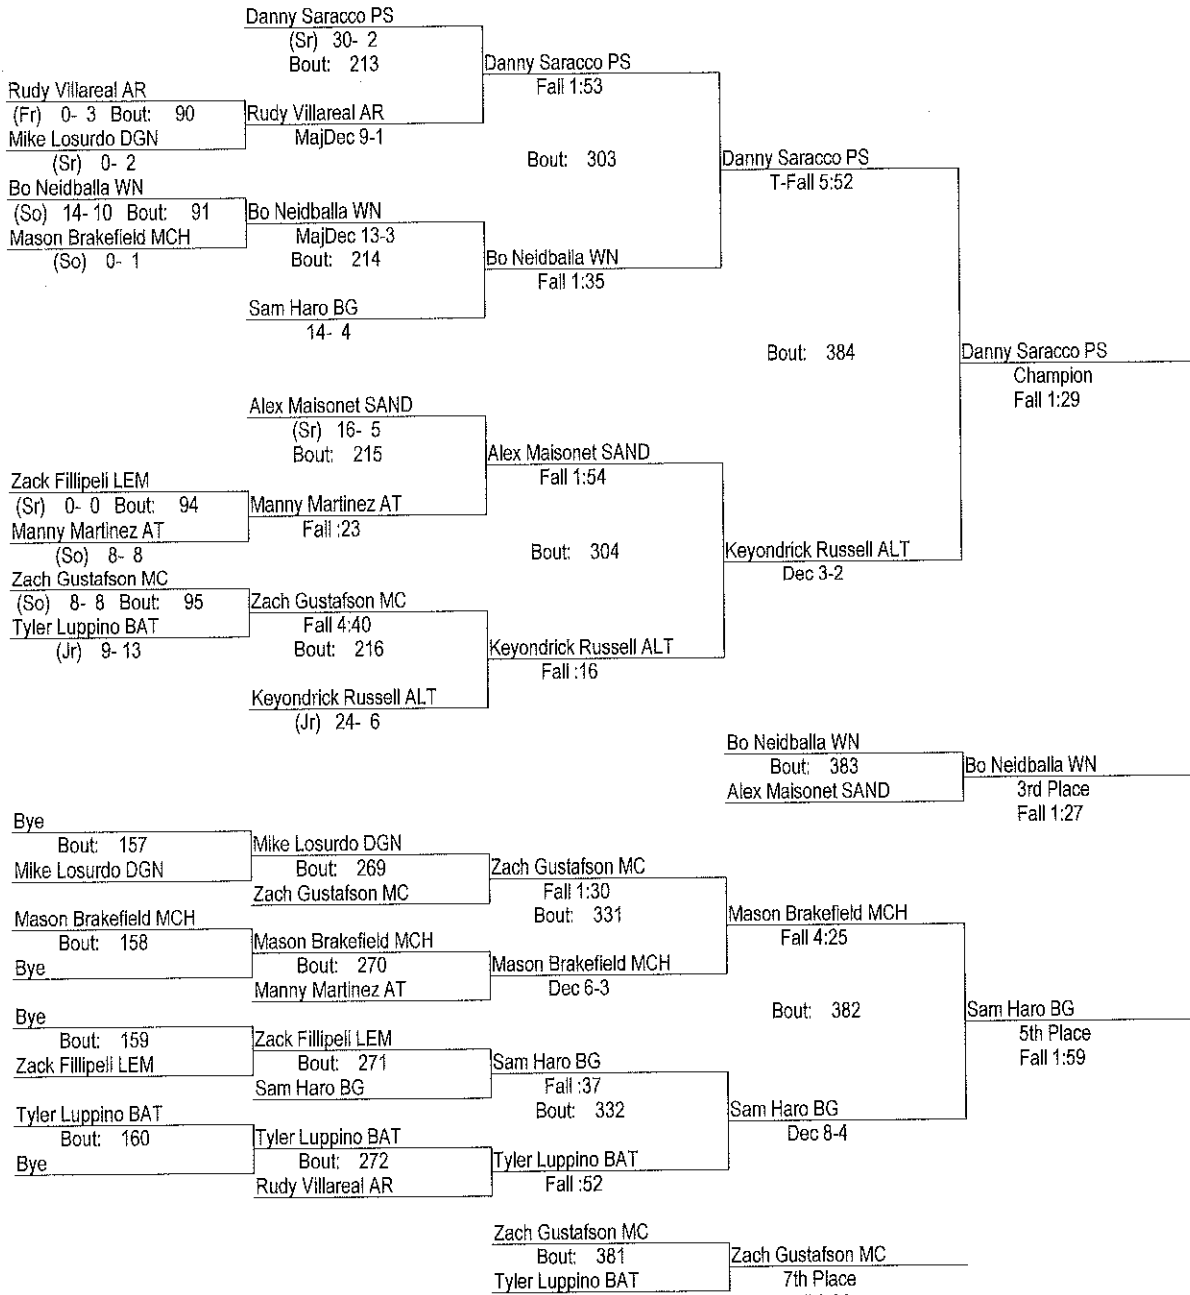 Danny Saracco PS
(Sr) 30- 2
Bout: 213
Danny Saracco PS
Fall 1:53
Rudy Villareal AR
(Fr) 0- 3 Bout: 90
Rudy Villareal AR
Mike Losurdo DGN
MajDec 9-1
(Sr) 0- 2
Bout: 303
Danny Saracco PS
T-Fall 5:52
Bo Neidballa WN
(So) 14- 10 Bout: 91
Bo Neidballa WN
Mason Brakefield MCH
MajDec 13-3
(So) 0- 1
Bout: 214
Bo Neidballa WN
Fall 1:35
Sam Haro BG
14- 4
Bout: 384
Danny Saracco PS
Champion
Fall 1:29
Alex Maisonet SAND
(Sr) 16- 5
Bout: 215
Alex Maisonet SAND
Fall 1:54
Zack Fillipeli LEM
(Sr) 0- 0 Bout: 94
Manny Martinez AT
Manny Martinez AT
Fall :23
(So) 8- 8
Bout: 304
Keyondrick Russell ALT
Dec 3-2
Zach Gustafson MC
(So) 8- 8 Bout: 95
Zach Gustafson MC
Tyler Luppino BAT
Fall 4:40
(Jr) 9- 13
Bout: 216
Keyondrick Russell ALT
Fall :16
Keyondrick Russell ALT
(Jr) 24- 6
Bo Neidballa WN
Bout: 383
Bo Neidballa WN
Alex Maisonet SAND
3rd Place
Fall 1:27
Bye
Bout: 157
Mike Losurdo DGN
Mike Losurdo DGN
Bout: 269
Zach Gustafson MC
Zach Gustafson MC
Fall 1:30
Bout: 331
Mason Brakefield MCH
Fall 4:25
Mason Brakefield MCH
Bout: 158
Mason Brakefield MCH
Bye
Bout: 270
Mason Brakefield MCH
Manny Martinez AT
Dec 6-3
Bout: 382
Sam Haro BG
5th Place
Fall 1:59
Bye
Bout: 159
Zack Fillipeli LEM
Zack Fillipeli LEM
Bout: 271
Sam Haro BG
Sam Haro BG
Fall :37
Bout: 332
Sam Haro BG
Dec 8-4
Tyler Luppino BAT
Bout: 160
Tyler Luppino BAT
Bye
Bout: 272
Tyler Luppino BAT
Rudy Villareal AR
Fall :52
Zach Gustafson MC
Bout: 381
Zach Gustafson MC
Tyler Luppino BAT
7th Place